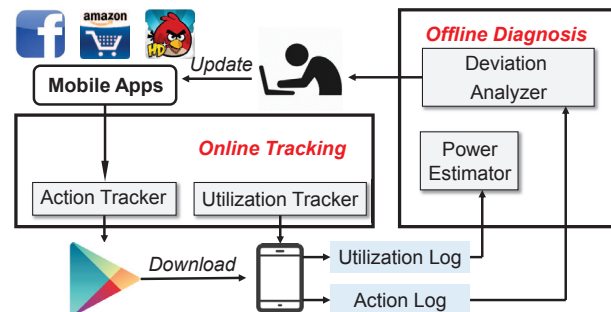 f
amazon
HD
Offline Diagnosis
Update
Deviation
Analyzer
Mobile Apps
Online Tracking
Power
Estimator
Action Tracker
Utilization Tracker
Download
Utilization Log
Action Log